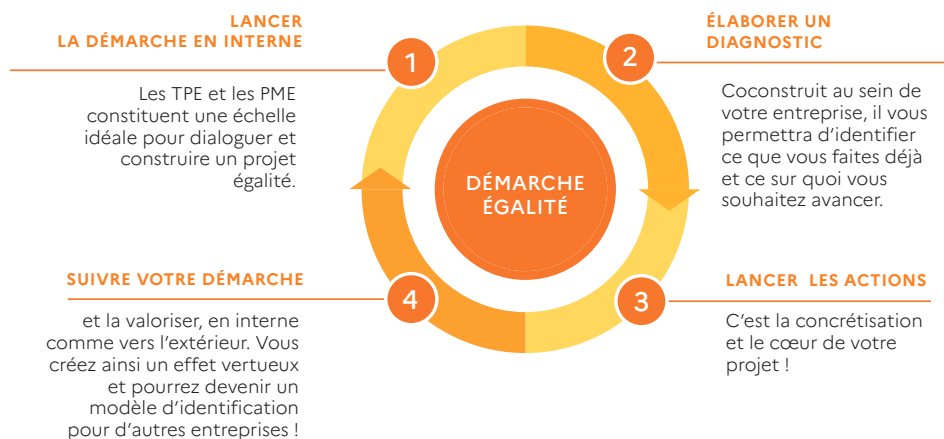 LANCER
LA DÉMARCHE EN INTERNE
1
Les TPE et les PME
constituent une échelle
idéale pour dialoguer et
construire un projet
égalité.
2
ÉLABORER UN
DIAGNOSTIC
Coconstruit au sein de
votre entreprise, il vous
permettra d’identifier
ce que vous faites déjà
et ce sur quoi vous
souhaitez avancer.
DÉMARCHE
ÉGALITÉ
3
LANCER LES ACTIONS
C’est la concrétisation
et le cœur de votre
projet !
SUIVRE VOTRE DÉMARCHE
4
et la valoriser, en interne
comme vers l’extérieur. Vous
créez ainsi un effet vertueux
et pourrez devenir un
modèle d’identification
pour d’autres entreprises !